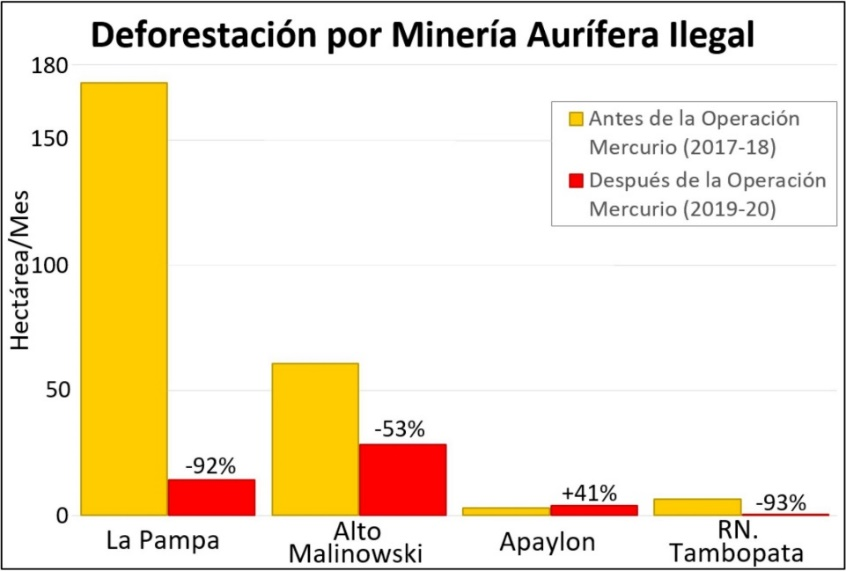 Deforestación por Minería Aurífera Ilegal
180
150
100
50
0
Hectárea/Mes
Antes de la Operación
Mercurio (2017-18)
Después de la Operación
Mercurio (2019-20)
-92%
-53%
+41%
-93%
La Pampa
Alto
Malinowski
Apaylon
RN.
Tambopata